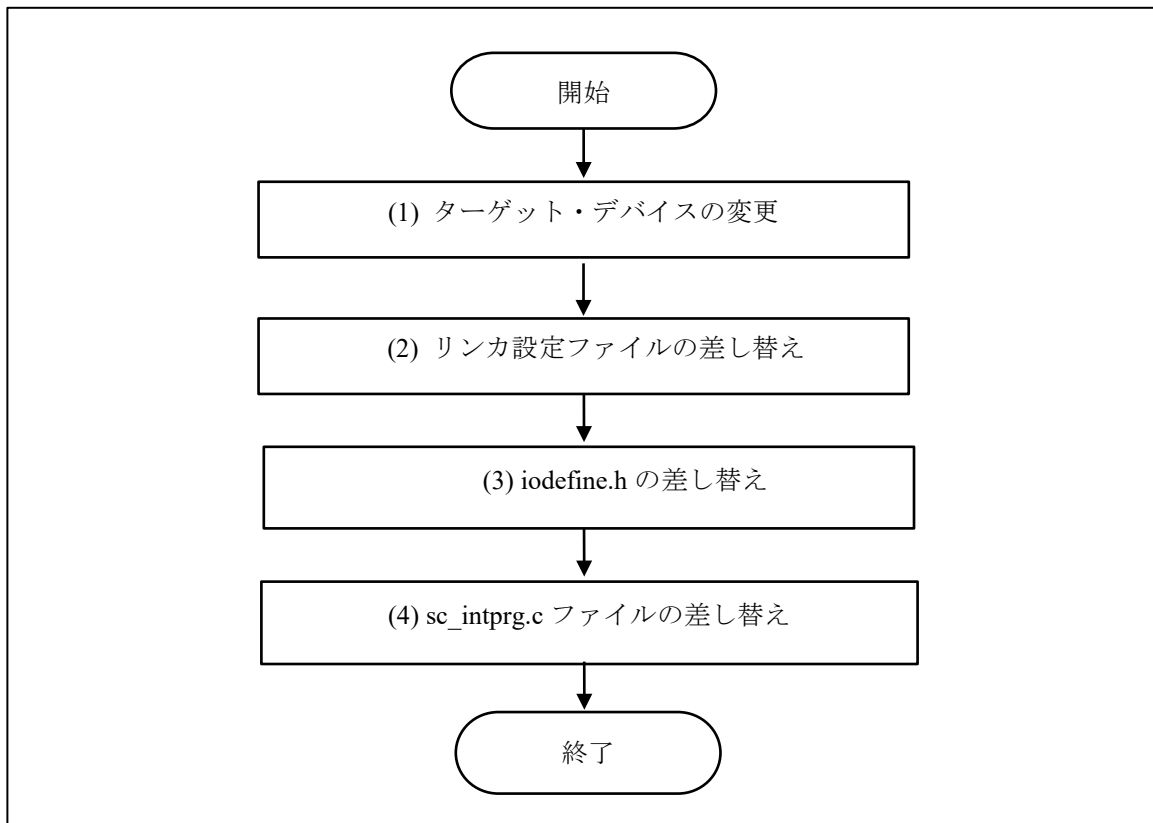 開始
(1) ターゲット・デバイスの変更
(2) リンカ設定ファイルの差し替え
(3) iodefine.h の差し替え
(4) sc_intprg.c ファイルの差し替え
終了